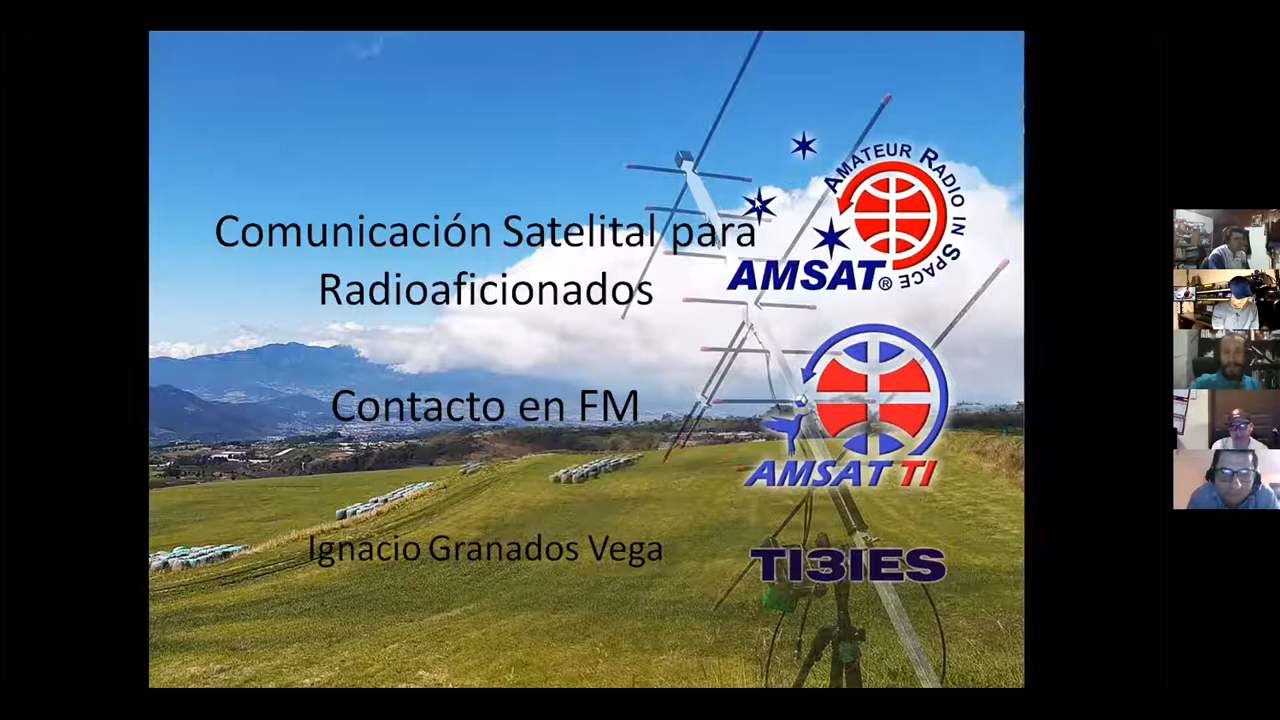 Comunicación Satelital para
Radioaficionados
Contacto en FM
Ignacio Granados Vega
AMATEUR RADIO IN SPACE
AMSAT®
AMSAT TI
TI3IES